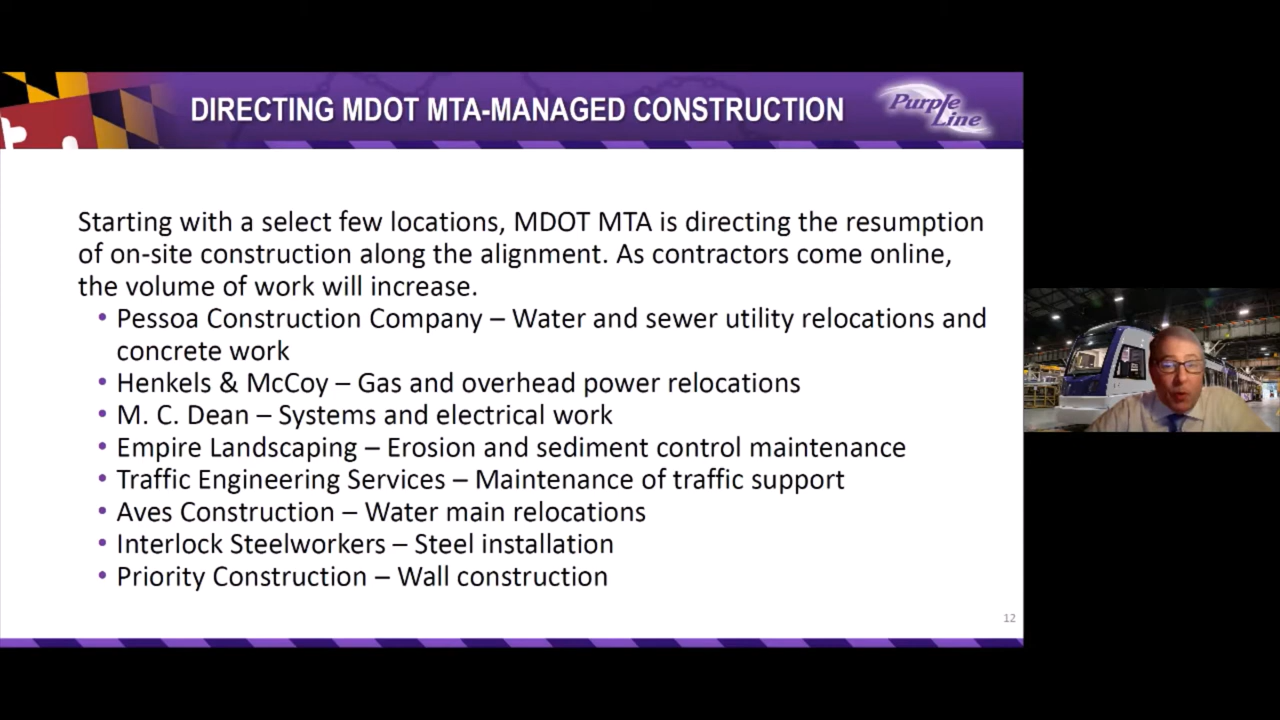 DIRECTING MDOT MTA-MANAGED CONSTRUCTION
Purple
Line
Starting with a select few locations, MDOT MTA is directing the resumption
of on-site construction along the alignment. As contractors come online,
the volume of work will increase.
• Pessoa Construction Company – Water and sewer utility relocations and
concrete work
• Henkels & McCoy – Gas and overhead power relocations
• M. C. Dean – Systems and electrical work
• Empire Landscaping – Erosion and sediment control maintenance
• Traffic Engineering Services – Maintenance of traffic support
• Aves Construction – Water main relocations
• Interlock Steelworkers – Steel installation
• Priority Construction – Wall construction
12